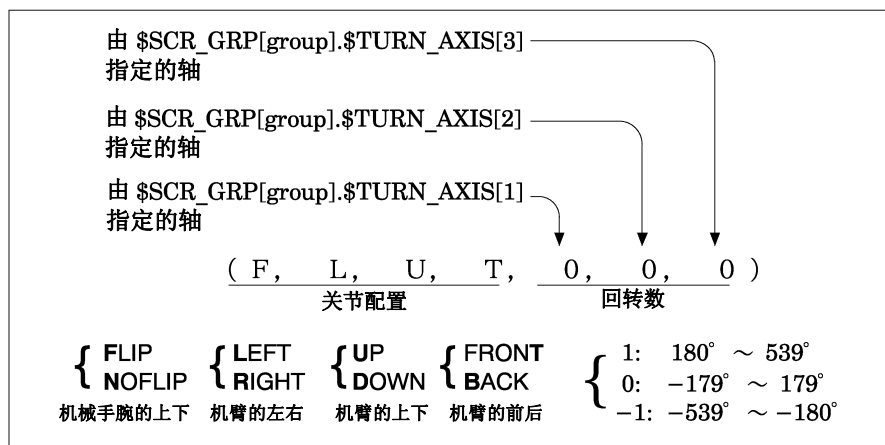 由 $SCR_GRP[group].$TURN_AXIS[3]
指定的轴
由 $SCR_GRP[group].$TURN_AXIS[2]
指定的轴
由 $SCR_GRP[group].$TURN_AXIS[1]
指定的轴
( F, L, U, T, 0, 0, 0 )
关节配置 回转数
{ FLIP { LEFT { UP { FRONT { 1: 180° ~ 539°
NOFLIP RIGHT DOWN BACK 0: −179° ~ 179°
机械手腕的上下 机臂的左右 机臂的上下 机臂的前后 −1: −539° ~ −180°